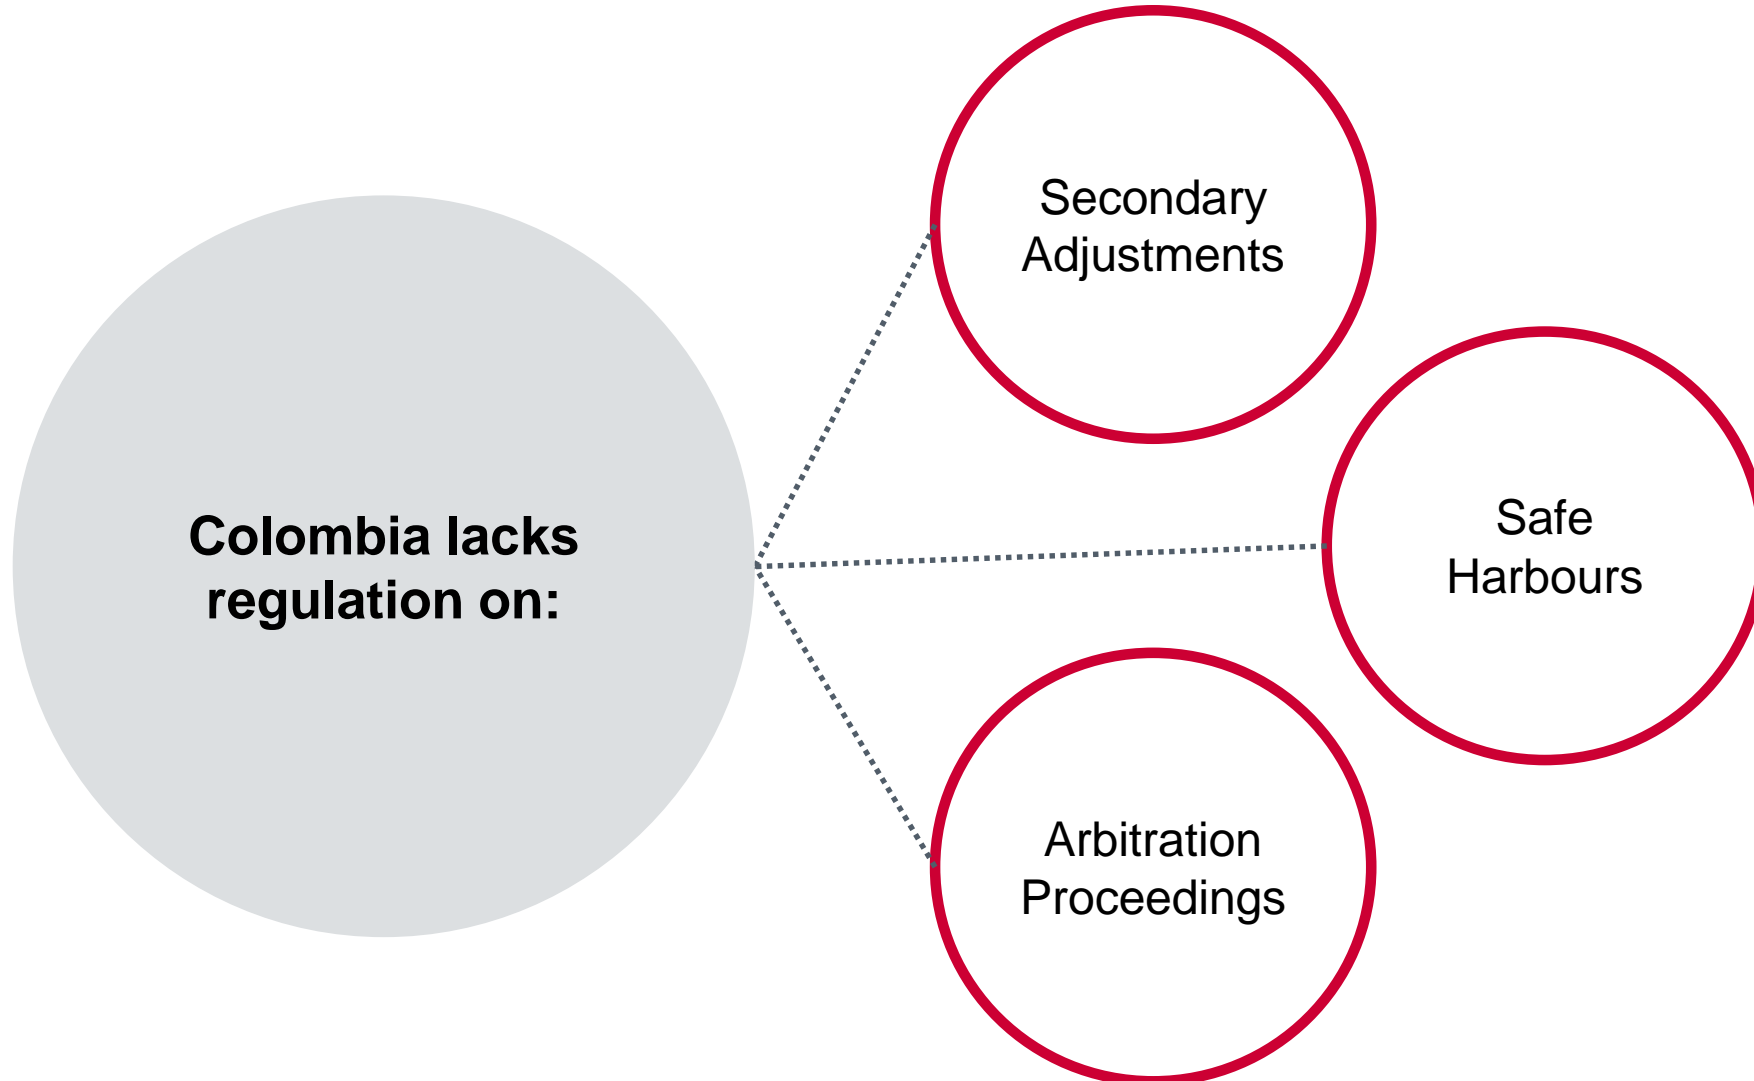 Colombia lacks
regulation on:
Secondary
Adjustments
Safe
Harbours
Arbitration
Proceedings